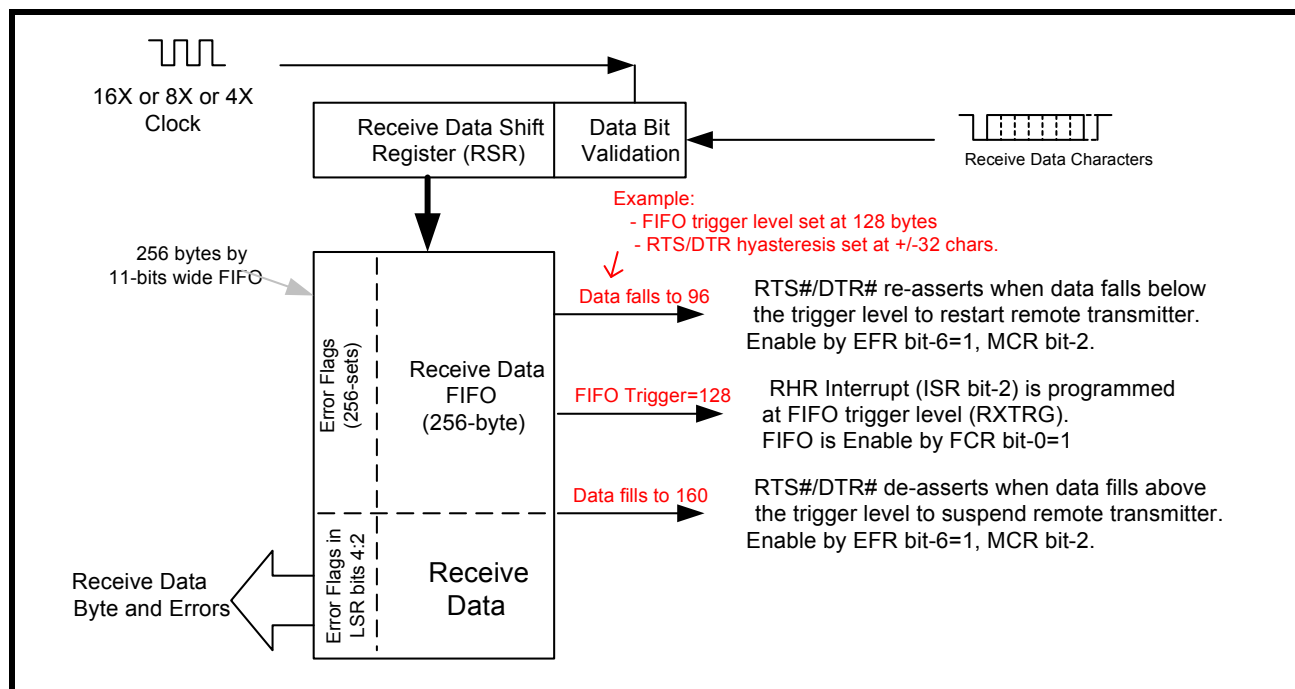 16X or 8X or 4X
Clock
Receive Data Shift
Register (RSR)
Data Bit
Validation
Receive Data Characters
Example:
- FIFO trigger level set at 128 bytes
- RTS/DTR hyasteresis set at +/-32 chars.
256 bytes by
11-bits wide FIFO
Error Flags
(256-sets)
Receive Data
FIFO
(256-byte)
Data falls to 96
RTS#/DTR# re-asserts when data falls below
the trigger level to restart remote transmitter.
Enable by EFR bit-6=1, MCR bit-2.
FIFO Trigger=128
RHR Interrupt (ISR bit-2) is programmed
at FIFO trigger level (RXTRG).
FIFO is Enable by FCR bit-0=1
Data fills to 160
RTS#/DTR# de-asserts when data fills above
the trigger level to suspend remote transmitter.
Enable by EFR bit-6=1, MCR bit-2.
Error Flags in
LSR bits 4:2
Receive
Data
Receive Data
Byte and Errors